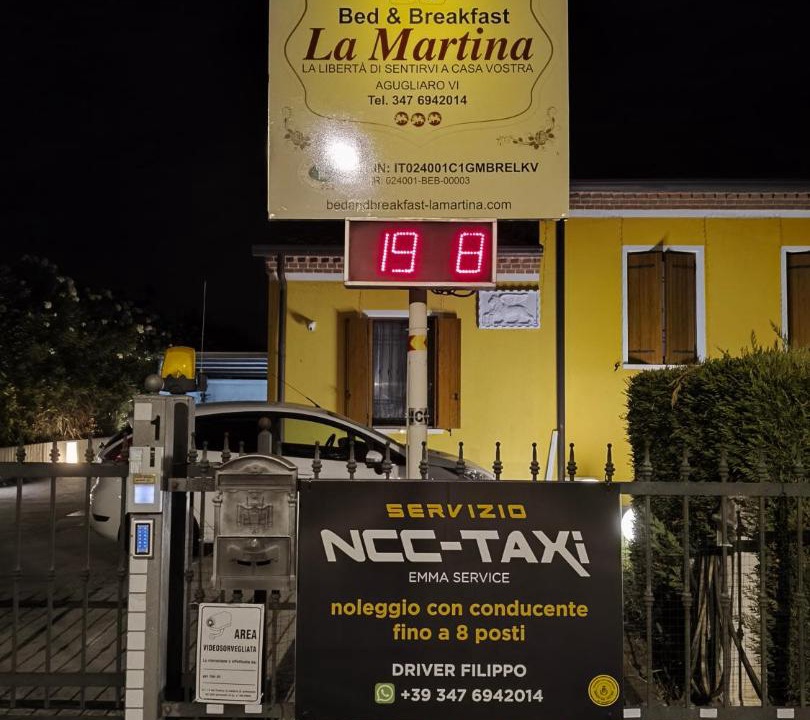 Bed & Breakfast
La Martina
LA LIBERTÀ DI SENTIRVI A CASA VOSTRA
AGUGLIARO VI
Tel. 347 6942014
IN: IT024001C1GMBRELKV
IR: 024001-BEB-00003
bedandbreakfast-lamartina.com
19 8
SERVIZIO
NCC-TAXi
EMMA SERVICE
noleggio con conducente
fino a 8 posti
DRIVER FILIPPO
+39 347 6942014
AREA
VIDEOSORVEGLIATA